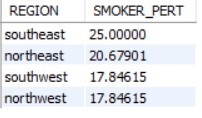 REGION SMOKER_PERT
southeast 25.00000
northeast 20.67901
southwest 17.84615
northwest 17.84615